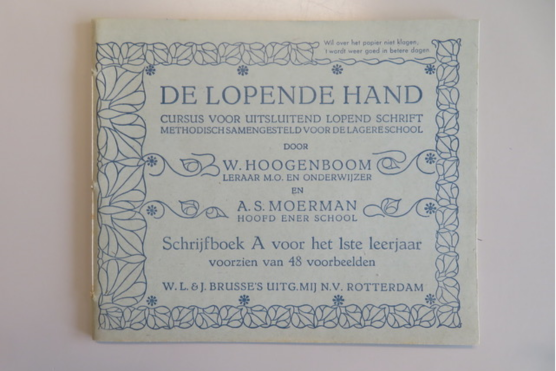 Wil over het papier niet klagen,
't wordt weer goed in betere dagen
DE LOPENDE HAND
CURSUS VOOR UITSLUITEND LOPEND SCHRIFT
METHODISCH SAMENGESTELD VOOR DE LAGERE SCHOOL
DOOR
W. HOOGENBOOM
LERAAR M.O. EN ONDERWIJZER
EN
A. S. MOERMAN
HOOFD ENER SCHOOL
Schrijfboek A voor het 1ste leerjaar
voorzien van 48 voorbeelden
W. L. & J. BRUSSE'S UITG. MIJ N.V. ROTTERDAM